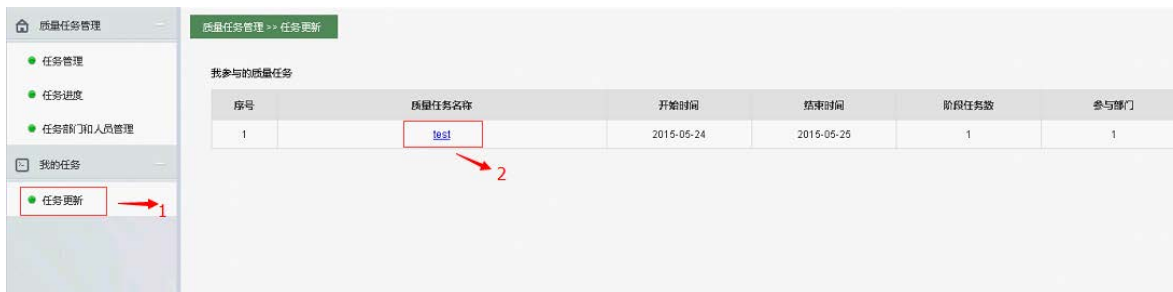 质量任务管理
任务管理
任务进度
任务部门和人员管理
我的任务
任务更新
1
质量任务管理 >> 任务更新
我参与的质量任务
序号 质量任务名称 开始时间 结束时间 阶段任务数 参与部门
1 test 2015-05-24 2015-05-25 1 1
2